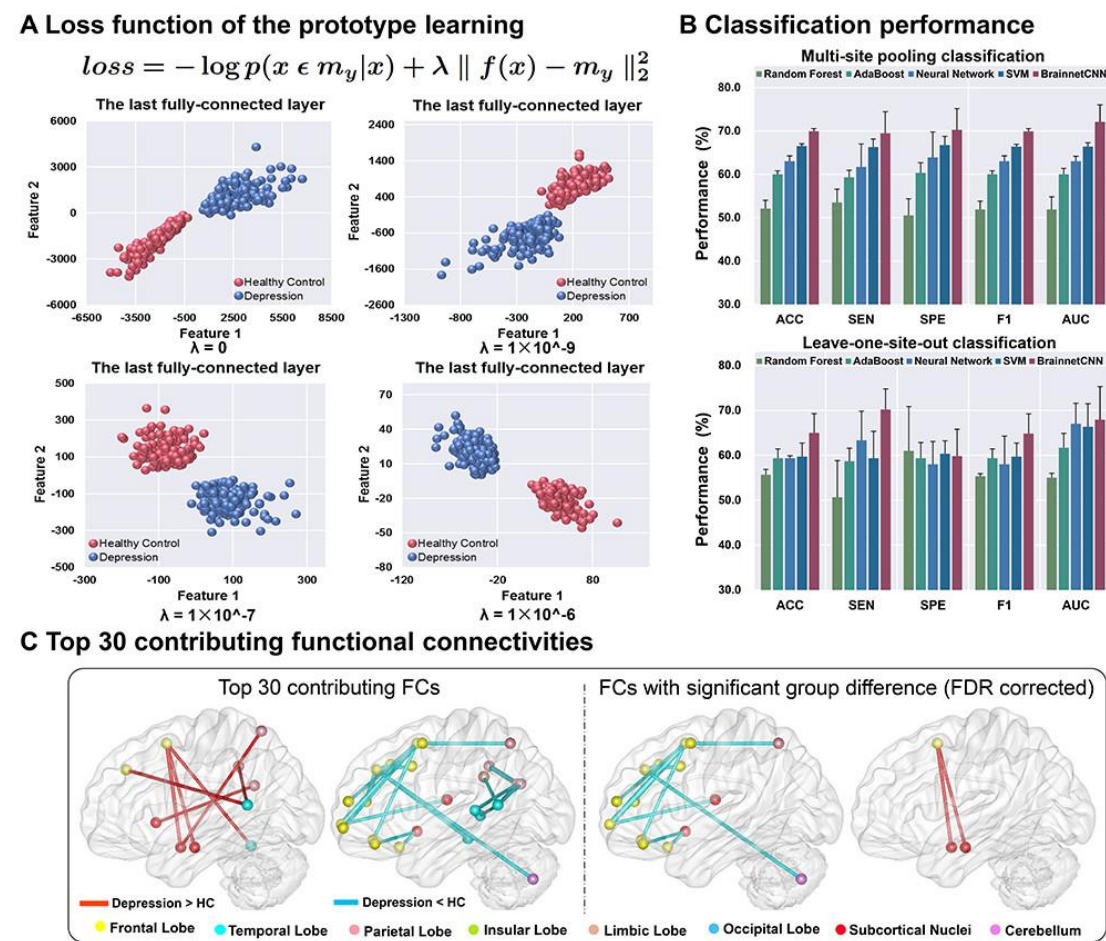 A Loss function of the prototype learning
loss = − log p(x ϵ m_y|x) + λ ∥ f(x) − m_y ∥₂²
The last fully-connected layer
6000
3000
0
-3000
-6000
Feature 2
-6500 -3500 -500 2500 5500 8500
Healthy Control
Depression
Feature 1
λ = 0
The last fully-connected layer
2400
1400
400
-600
-1600
-2600
Feature 2
-1300 -800 -300 200 700
Healthy Control
Depression
Feature 1
λ = 1×10^-9
The last fully-connected layer
500
300
100
-100
-300
-500
Feature 2
-300 -100 100 300
Healthy Control
Depression
Feature 1
λ = 1×10^-7
The last fully-connected layer
70
40
10
-20
-50
-80
Feature 2
-120 -20 80
Healthy Control
Depression
Feature 1
λ = 1×10^-6
B Classification performance
Multi-site pooling classification
Random Forest AdaBoost Neural Network SVM BrainnetCNN
80.0
70.0
60.0
50.0
40.0
30.0
Performance (%)
ACC SEN SPE F1 AUC
Leave-one-site-out classification
Random Forest AdaBoost Neural Network SVM BrainnetCNN
80.0
70.0
60.0
50.0
40.0
30.0
Performance (%)
ACC SEN SPE F1 AUC
C Top 30 contributing functional connectivities
Top 30 contributing FCs
FCs with significant group difference (FDR corrected)
Depression > HC
Depression < HC
Frontal Lobe Temporal Lobe Parietal Lobe Insular Lobe Limbic Lobe Occipital Lobe Subcortical Nuclei Cerebellum